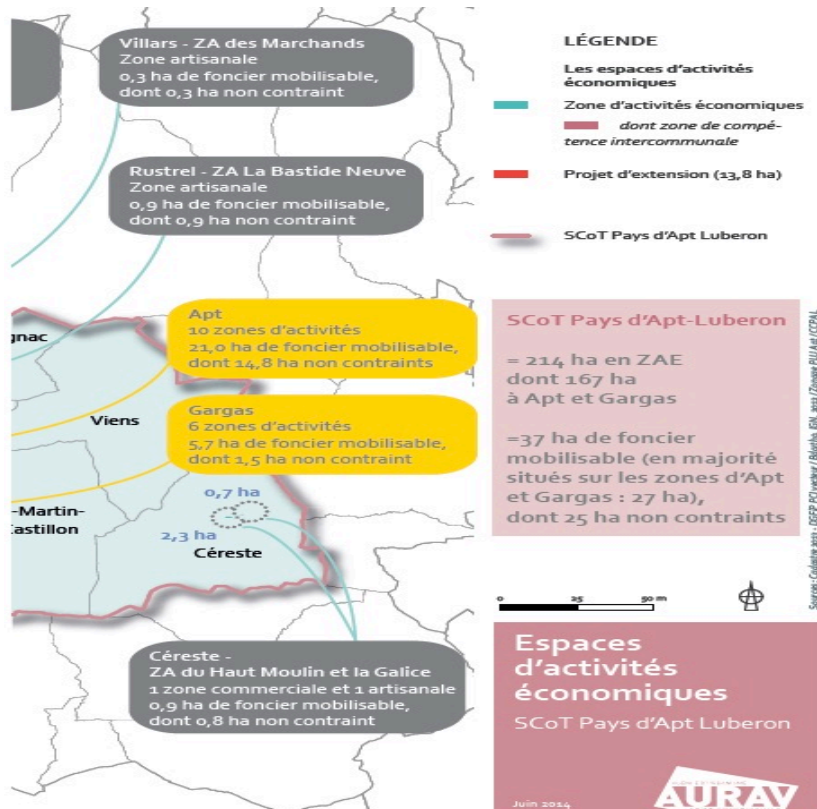 Villars - ZA des Marchands
Zone artisanale
0,3 ha de foncier mobilisable,
dont 0,3 ha non contraint
Rustrel - ZA La Bastide Neuve
Zone artisanale
0,9 ha de foncier mobilisable,
dont 0,9 ha non contraint
Apt
10 zones d'activités
21,0 ha de foncier mobilisable,
dont 14,8 ha non contraints
Gargas
6 zones d'activités
5,7 ha de foncier mobilisable,
dont 1,5 ha non contraint
gnac
Viens
-Martin-
Castillon
0,7 ha
2,3 ha
Céreste
Céreste -
ZA du Haut Moulin et la Galice
1 zone commerciale et 1 artisanale
0,9 ha de foncier mobilisable,
dont 0,8 ha non contraint
LÉGENDE
Les espaces d'activités
économiques
Zone d'activités économiques
dont zone de compé-
tence intercommunale
Projet d'extension (13,8 ha)
SCoT Pays d'Apt Luberon
SCoT Pays d'Apt-Luberon
= 214 ha en ZAE
dont 167 ha
à Apt et Gargas
=37 ha de foncier
mobilisable (en majorité
situés sur les zones d'Apt
et Gargas : 27 ha),
dont 25 ha non contraints
0 25 50 m
Espaces
d'activités
économiques
SCoT Pays d'Apt Luberon
Juin 2014
AURAV